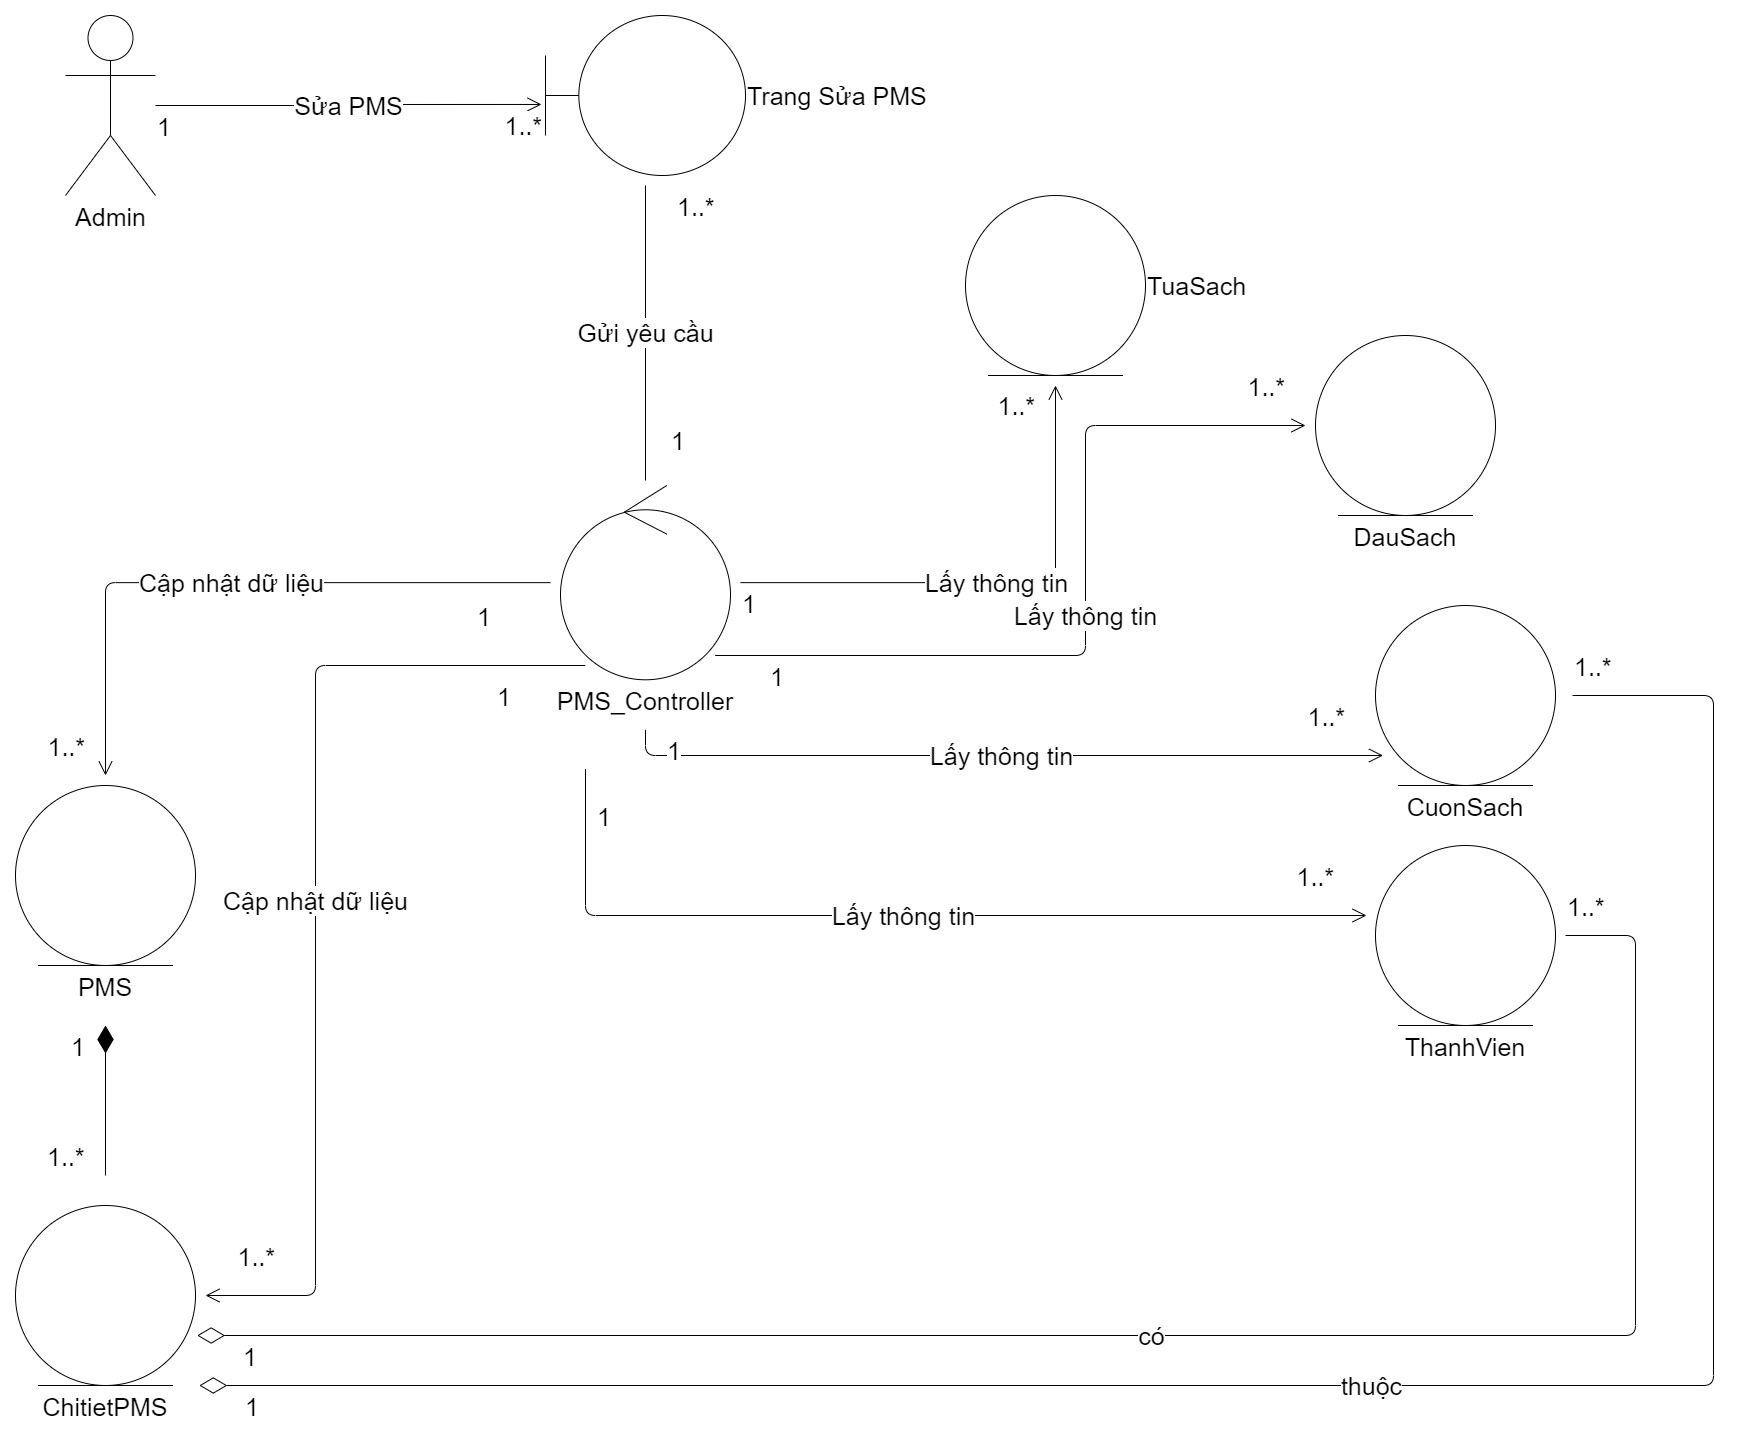 Sửa PMS
1
1..*
Trang Sửa PMS
Admin
1..*
TuaSach
Gửi yêu cầu
1..*
1..*
1
DauSach
Cập nhật dữ liệu
Lấy thông tin
1
1
Lấy thông tin
1..*
1
1
PMS_Controller
1..*
1..*
1
Lấy thông tin
CuonSach
1
1..*
Cập nhật dữ liệu
Lấy thông tin
1..*
PMS
1
ThanhVien
1..*
1..*
1
có
ChitietPMS
1
thuộc